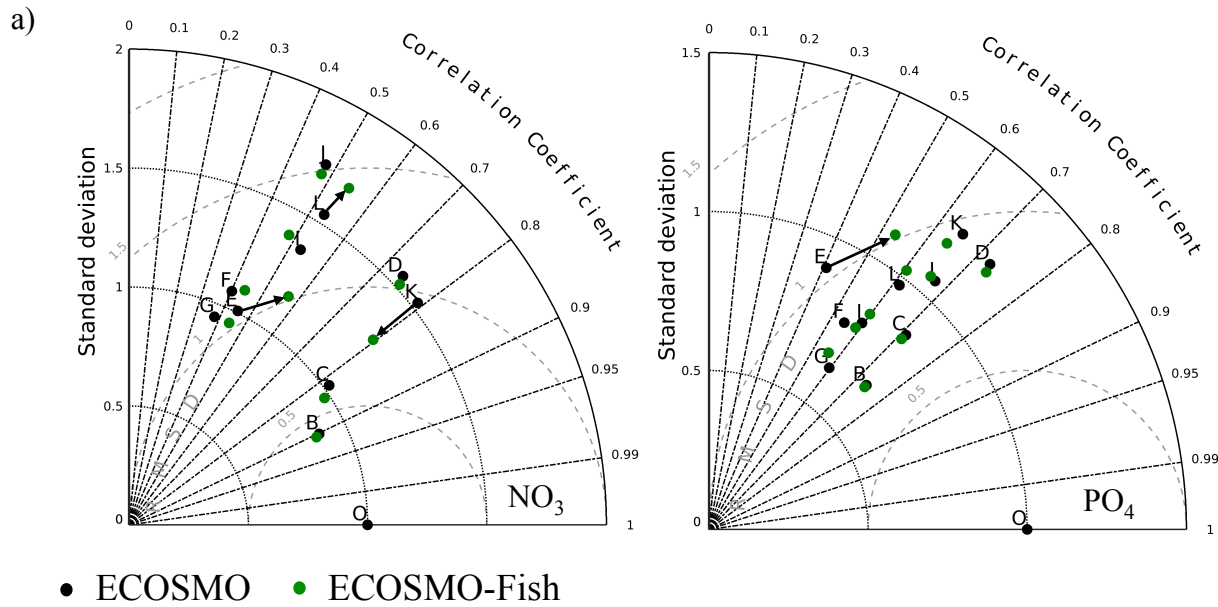 a)
0
0.1
0.2
0.3
0.4
0.5
0.6
0.7
0.8
0.9
0.95
0.99
1
Correlation Coefficient
Standard deviation
2
1.5
1
0.5
0
1.5
1
0.5
RMSD
J
L
I
F
E
G
D
K
C
B
O
NO3
0
0.1
0.2
0.3
0.4
0.5
0.6
0.7
0.8
0.9
0.95
0.99
1
Correlation Coefficient
Standard deviation
1.5
1
0.5
0
1.5
1
0.5
RMSD
E
K
D
L
I
F
J
C
G
B
O
PO4
ECOSMO
ECOSMO-Fish